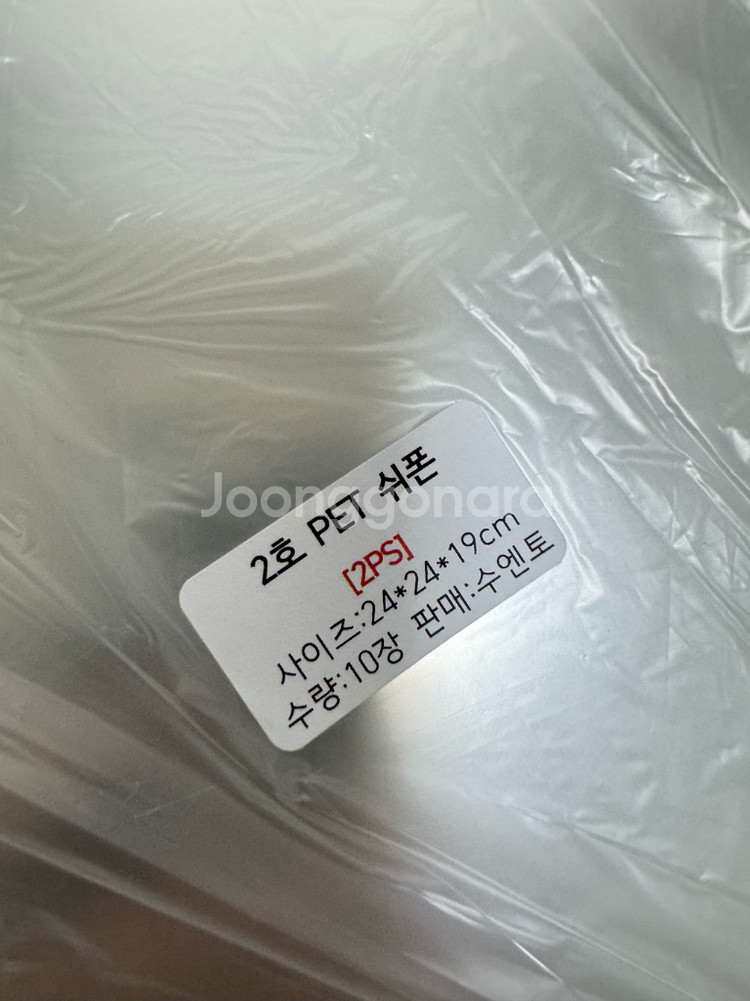 2호 PET 쉬폰
[2PS]
사이즈:24*24*19cm
수량:10장 판매:수엔토
Joonggonara